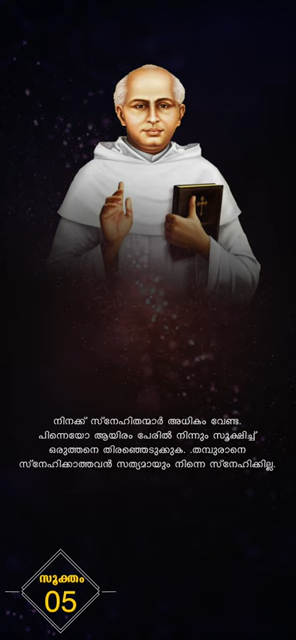 നിനക്ക് സ്നേഹിതന്മാർ അധികം വേണ്ട.
പിന്നെയോ ആയിരം പേരിൽ നിന്നും സൂക്ഷിച്ച്
ഒരുത്തനെ തിരഞ്ഞെടുക്കുക. .തമ്പുരാനെ
സ്നേഹിക്കാത്തവൻ സത്യമായും നിന്നെ സ്നേഹിക്കില്ല.
സൂക്തം
05